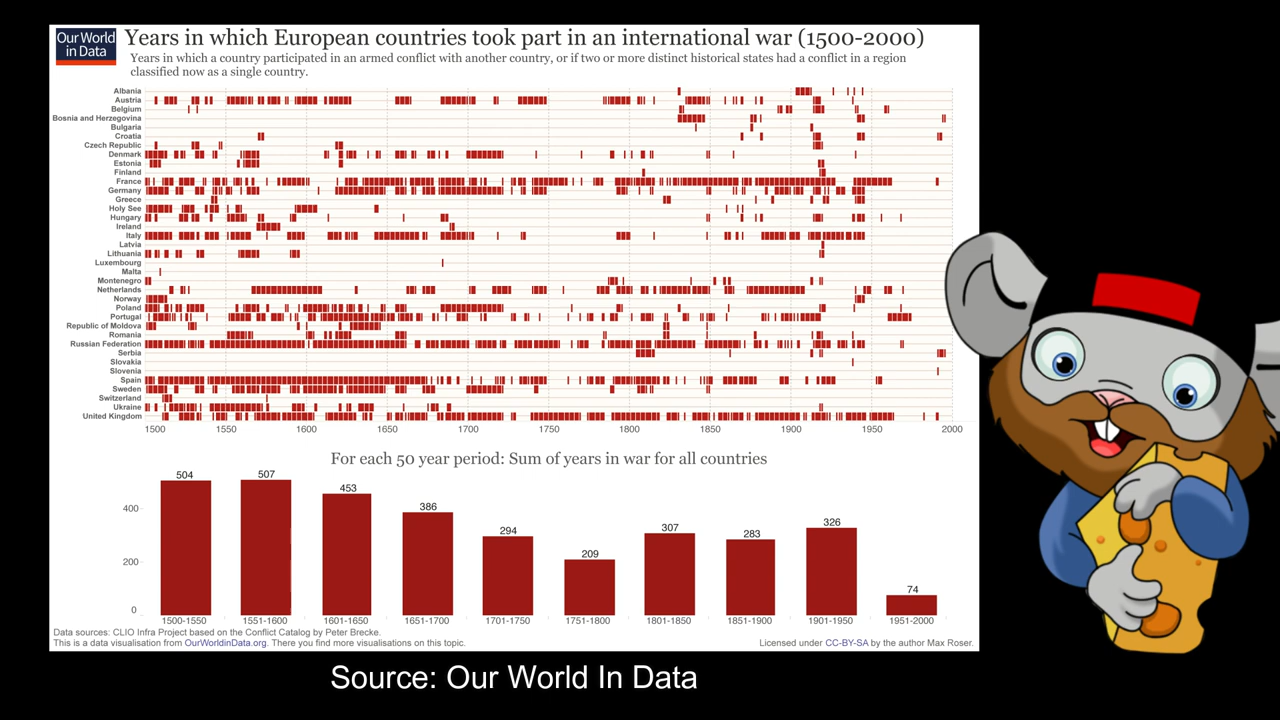 Our World
in Data
Years in which European countries took part in an international war (1500-2000)
Years in which a country participated in an armed conflict with another country, or if two or more distinct historical states had a conflict in a region
classified now as a single country.
Albania
Austria
Belgium
Bosnia and Herzegovina
Bulgaria
Croatia
Czech Republic
Denmark
Estonia
Finland
France
Germany
Greece
Holy See
Hungary
Ireland
Italy
Latvia
Lithuania
Luxembourg
Malta
Montenegro
Netherlands
Norway
Poland
Portugal
Republic of Moldova
Romania
Russian Federation
Serbia
Slovakia
Slovenia
Spain
Sweden
Switzerland
Ukraine
United Kingdom
1500 1550 1600 1650 1700 1750 1800 1850 1900 1950 2000
For each 50 year period: Sum of years in war for all countries
504 507 453 386 294 209 307 283 326 74
400
200
0
1500-1550 1551-1600 1601-1650 1651-1700 1701-1750 1751-1800 1801-1850 1851-1900 1901-1950 1951-2000
Data sources: CLIO Infra Project based on the Conflict Catalog by Peter Brecke.
This is a data visualisation from OurWorldinData.org. There you find more visualisations on this topic.
Licensed under CC-BY-SA by the author Max Roser.
Source: Our World In Data